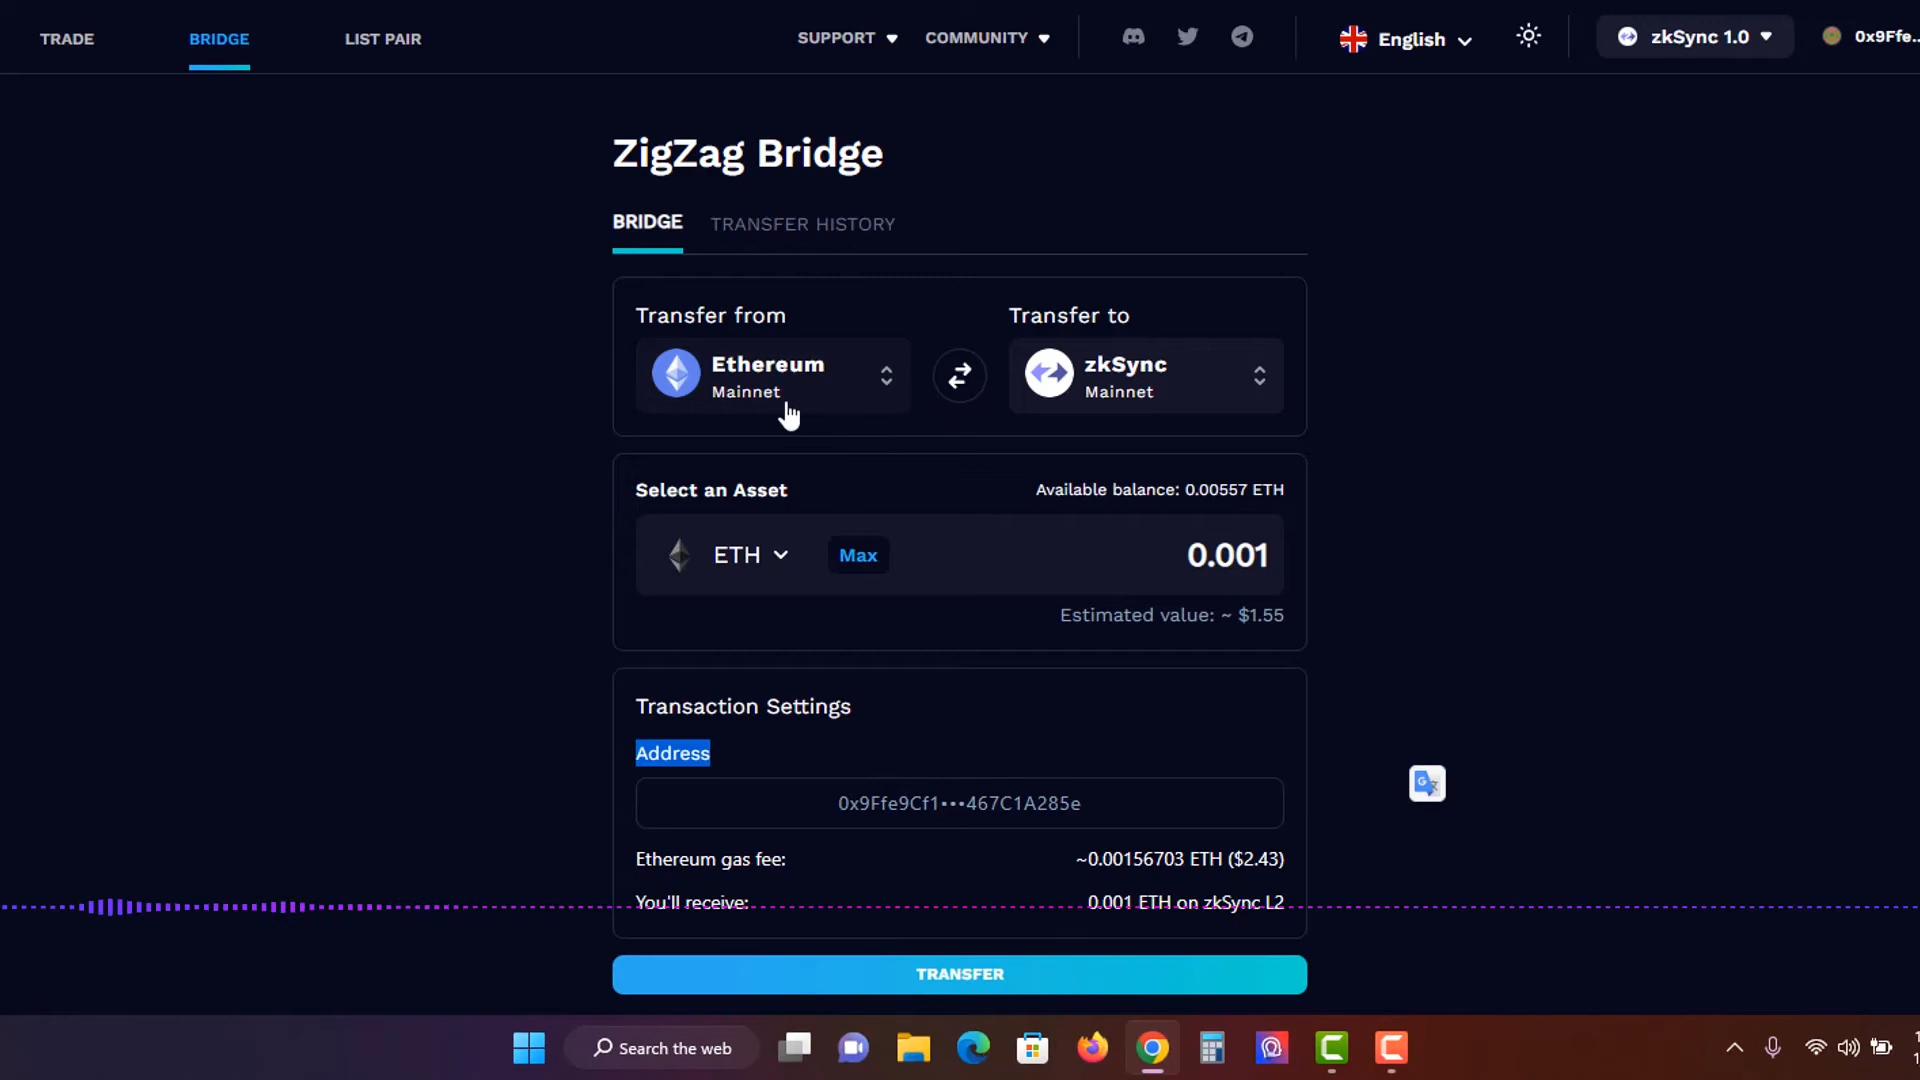 TRADE
BRIDGE
LIST PAIR
SUPPORT
COMMUNITY
English
zkSync 1.0
0x9Ffe..
ZigZag Bridge
BRIDGE
TRANSFER HISTORY
Transfer from
Transfer to
Ethereum
Mainnet
zkSync
Mainnet
Select an Asset
Available balance: 0.00557 ETH
ETH
Max
0.001
Estimated value: ~ $1.55
Transaction Settings
Address
0x9Ffe9Cf1•••467C1A285e
Ethereum gas fee:
~0.00156703 ETH ($2.43)
You'll receive:
0.001 ETH on zkSync L2
TRANSFER
Search the web